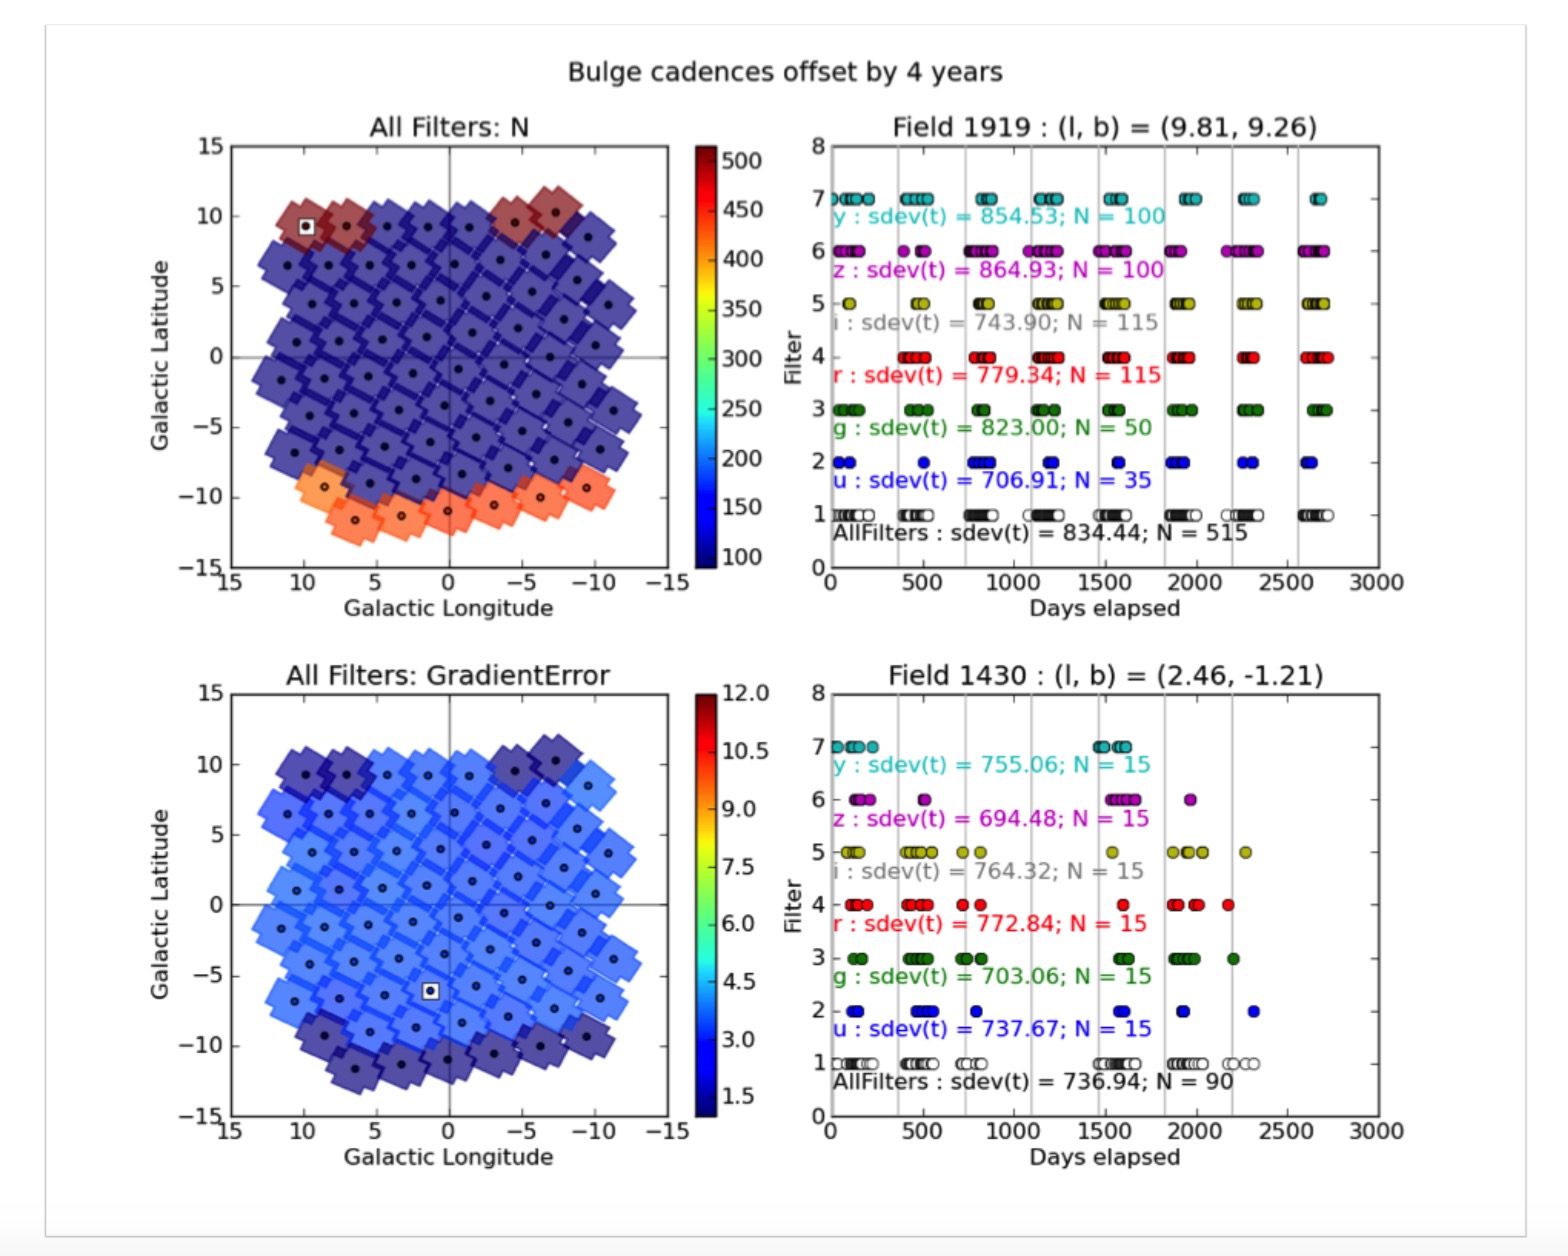 Bulge cadences offset by 4 years
All Filters: N
15
10
5
0
−5
−10
−15
15 10 5 0 −5 −10 −15
Galactic Latitude
Galactic Longitude
500
450
400
350
300
250
200
150
100
Field 1919 : (l, b) = (9.81, 9.26)
8
7
y : sdev(t) = 854.53; N = 100
6
z : sdev(t) = 864.93; N = 100
5
i : sdev(t) = 743.90; N = 115
4
r : sdev(t) = 779.34; N = 115
3
g : sdev(t) = 823.00; N = 50
2
u : sdev(t) = 706.91; N = 35
1
AllFilters : sdev(t) = 834.44; N = 515
0
Filter
0 500 1000 1500 2000 2500 3000
Days elapsed
All Filters: GradientError
15
10
5
0
−5
−10
−15
15 10 5 0 −5 −10 −15
Galactic Latitude
Galactic Longitude
12.0
10.5
9.0
7.5
6.0
4.5
3.0
1.5
Field 1430 : (l, b) = (2.46, -1.21)
8
7
y : sdev(t) = 755.06; N = 15
6
z : sdev(t) = 694.48; N = 15
5
i : sdev(t) = 764.32; N = 15
4
r : sdev(t) = 772.84; N = 15
3
g : sdev(t) = 703.06; N = 15
2
u : sdev(t) = 737.67; N = 15
1
AllFilters : sdev(t) = 736.94; N = 90
0
Filter
0 500 1000 1500 2000 2500 3000
Days elapsed